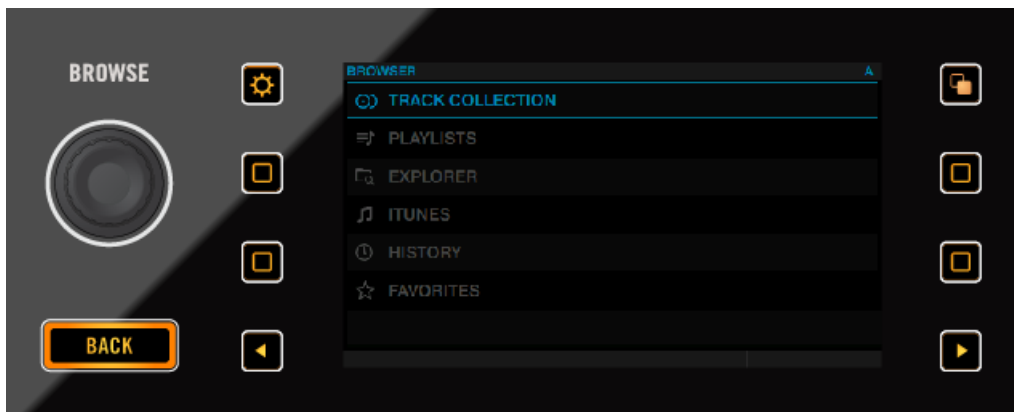 BROWSE
BROWSER A
TRACK COLLECTION
PLAYLISTS
EXPLORER
ITUNES
HISTORY
FAVORITES
BACK